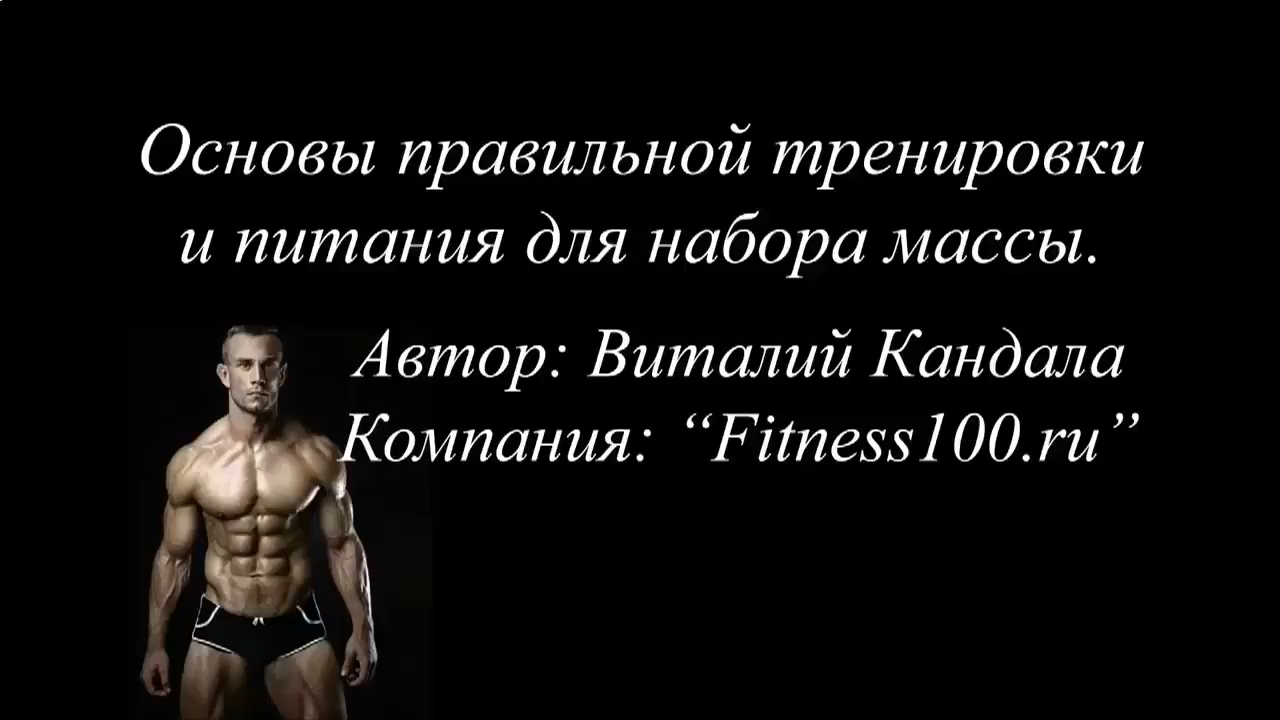 Основы правильной тренировки
и питания для набора массы.
Автор: Виталий Кандала
Компания: “Fitness100.ru”